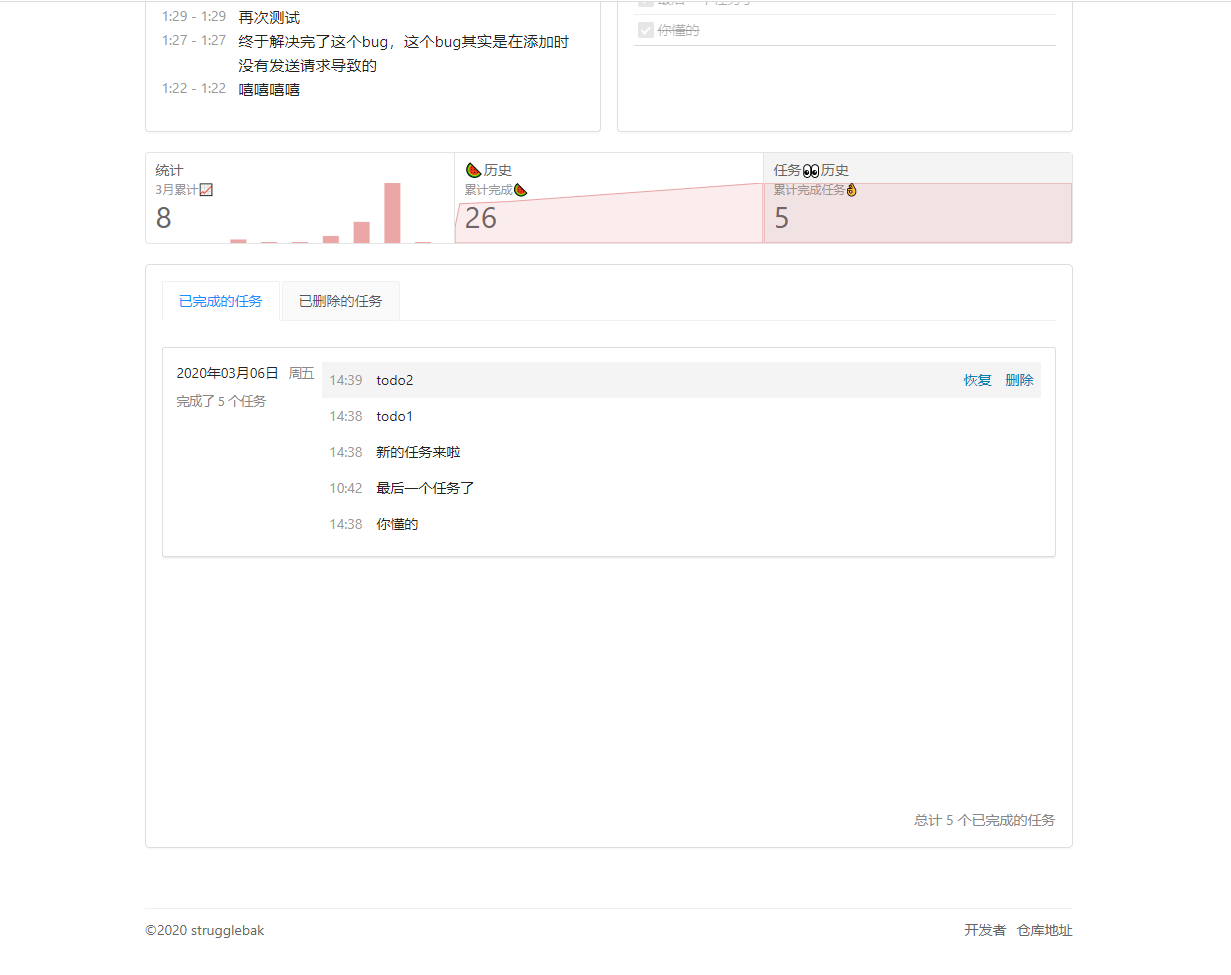 1:29 - 1:29 再次测试
1:27 - 1:27 终于解决完了这个bug，这个bug其实是在添加时
没有发送请求导致的
1:22 - 1:22 嘻嘻嘻嘻
最后一个任务了
你懂的
统计
3月累计📈
8
🍉历史
累计完成🍉
26
任务👀历史
累计完成任务👌
5
已完成的任务 已删除的任务
2020年03月06日 周五
完成了 5 个任务
14:39 todo2 恢复 删除
14:38 todo1
14:38 新的任务来啦
10:42 最后一个任务了
14:38 你懂的
总计 5 个已完成的任务
©2020 strugglebak 开发者 仓库地址